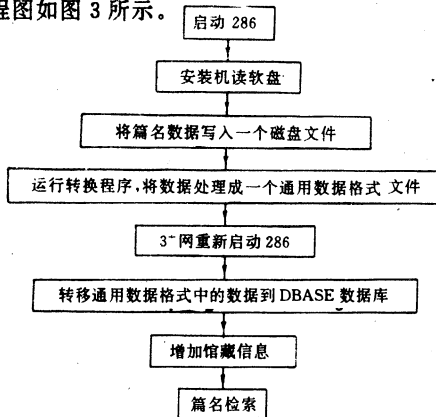 程图如图 3 所示。
启动 286
安装机读软盘
将篇名数据写入一个磁盘文件
运行转换程序,将数据处理成一个通用数据格式 文件
3⁺网重新启动 286
转移通用数据格式中的数据到 DBASE 数据库
增加馆藏信息
篇名检索